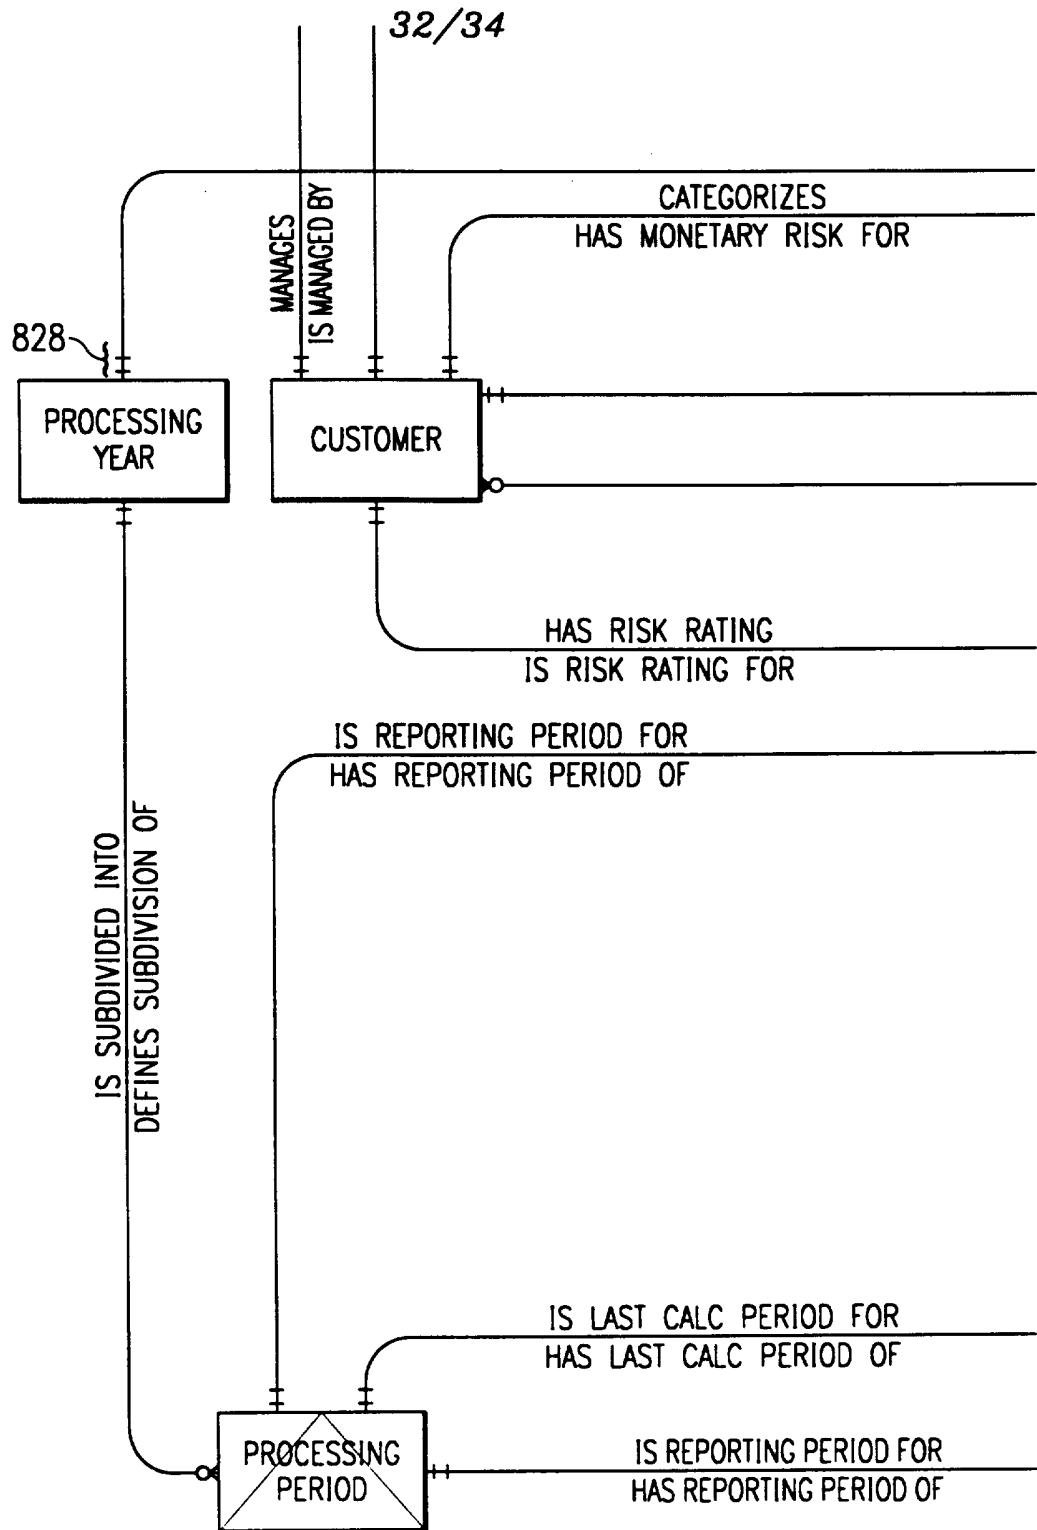 32/34
CATEGORIZES
HAS MONETARY RISK FOR
MANAGES
IS MANAGED BY
828
PROCESSING
YEAR
CUSTOMER
HAS RISK RATING
IS RISK RATING FOR
IS REPORTING PERIOD FOR
HAS REPORTING PERIOD OF
IS SUBDIVIDED INTO
DEFINES SUBDIVISION OF
IS LAST CALC PERIOD FOR
HAS LAST CALC PERIOD OF
PROCESSING
PERIOD
IS REPORTING PERIOD FOR
HAS REPORTING PERIOD OF